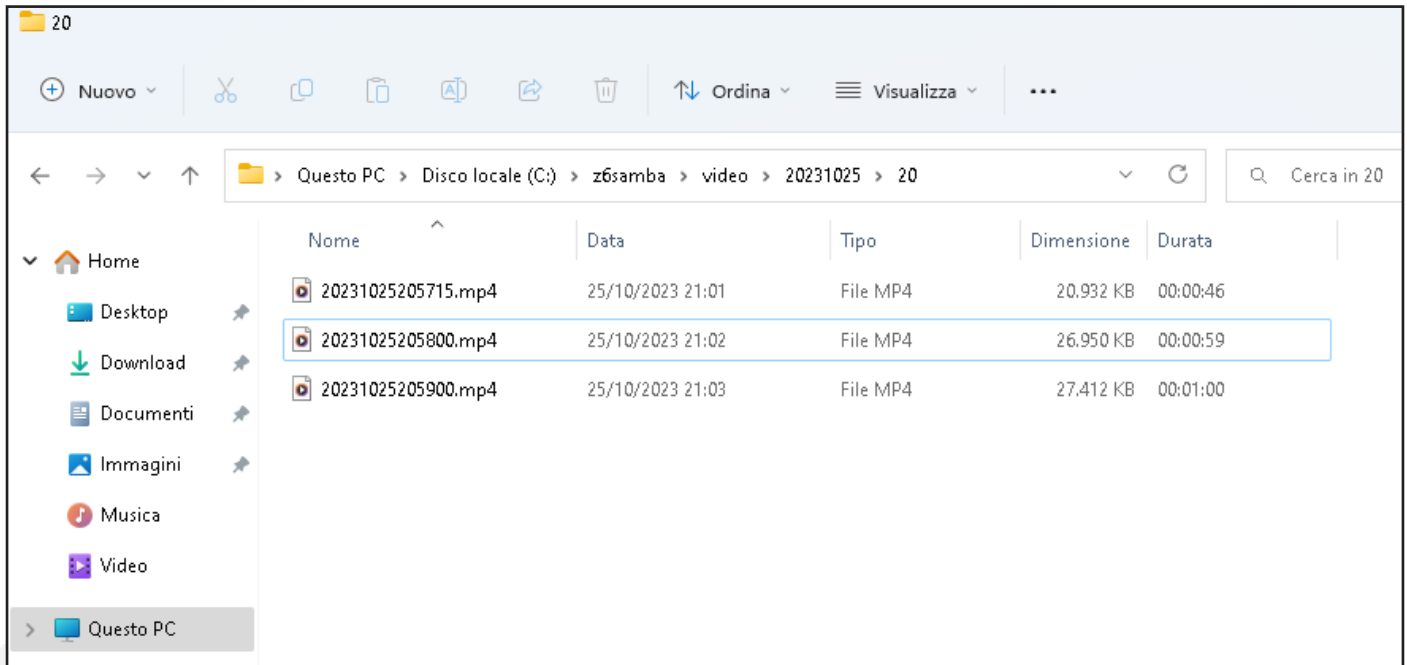 20
Nuovo Ordina Visualizza ...
Questo PC > Disco locale (C:) > z6samba > video > 20231025 > 20 Cerca in 20
Nome Data Tipo Dimensione Durata
Home
20231025205715.mp4 25/10/2023 21:01 File MP4 20.932 KB 00:00:46
Desktop
20231025205800.mp4 25/10/2023 21:02 File MP4 26.950 KB 00:00:59
Download
20231025205900.mp4 25/10/2023 21:03 File MP4 27.412 KB 00:01:00
Documenti
Immagini
Musica
Video
Questo PC